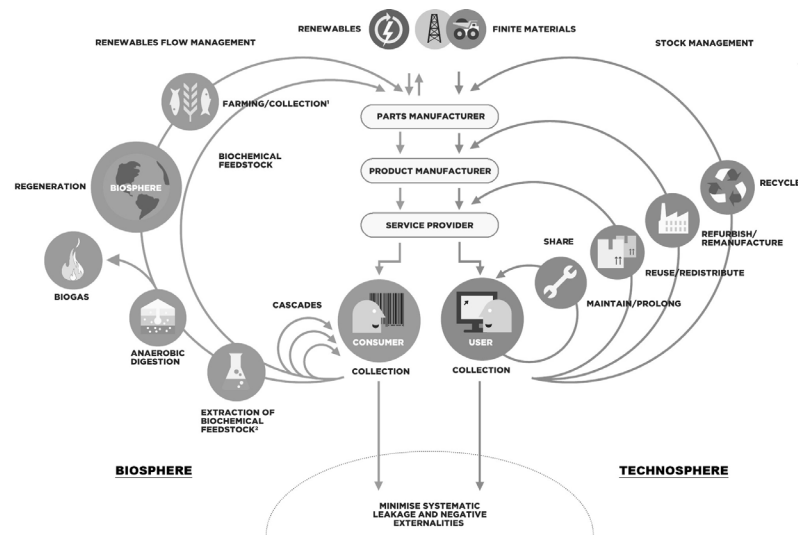 RENEWABLES
FINITE MATERIALS
RENEWABLES FLOW MANAGEMENT
STOCK MANAGEMENT
FARMING/COLLECTION¹
PARTS MANUFACTURER
BIOCHEMICAL
FEEDSTOCK
PRODUCT MANUFACTURER
REGENERATION
BIOSPHERE
RECYCLE
SERVICE PROVIDER
REFURBISH/
REMANUFACTURE
SHARE
REUSE/REDISTRIBUTE
BIOGAS
MAINTAIN/PROLONG
CASCADES
CONSUMER
USER
ANAEROBIC
DIGESTION
COLLECTION
COLLECTION
EXTRACTION OF
BIOCHEMICAL
FEEDSTOCK²
BIOSPHERE
TECHNOSPHERE
MINIMISE SYSTEMATIC
LEAKAGE AND NEGATIVE
EXTERNALITIES